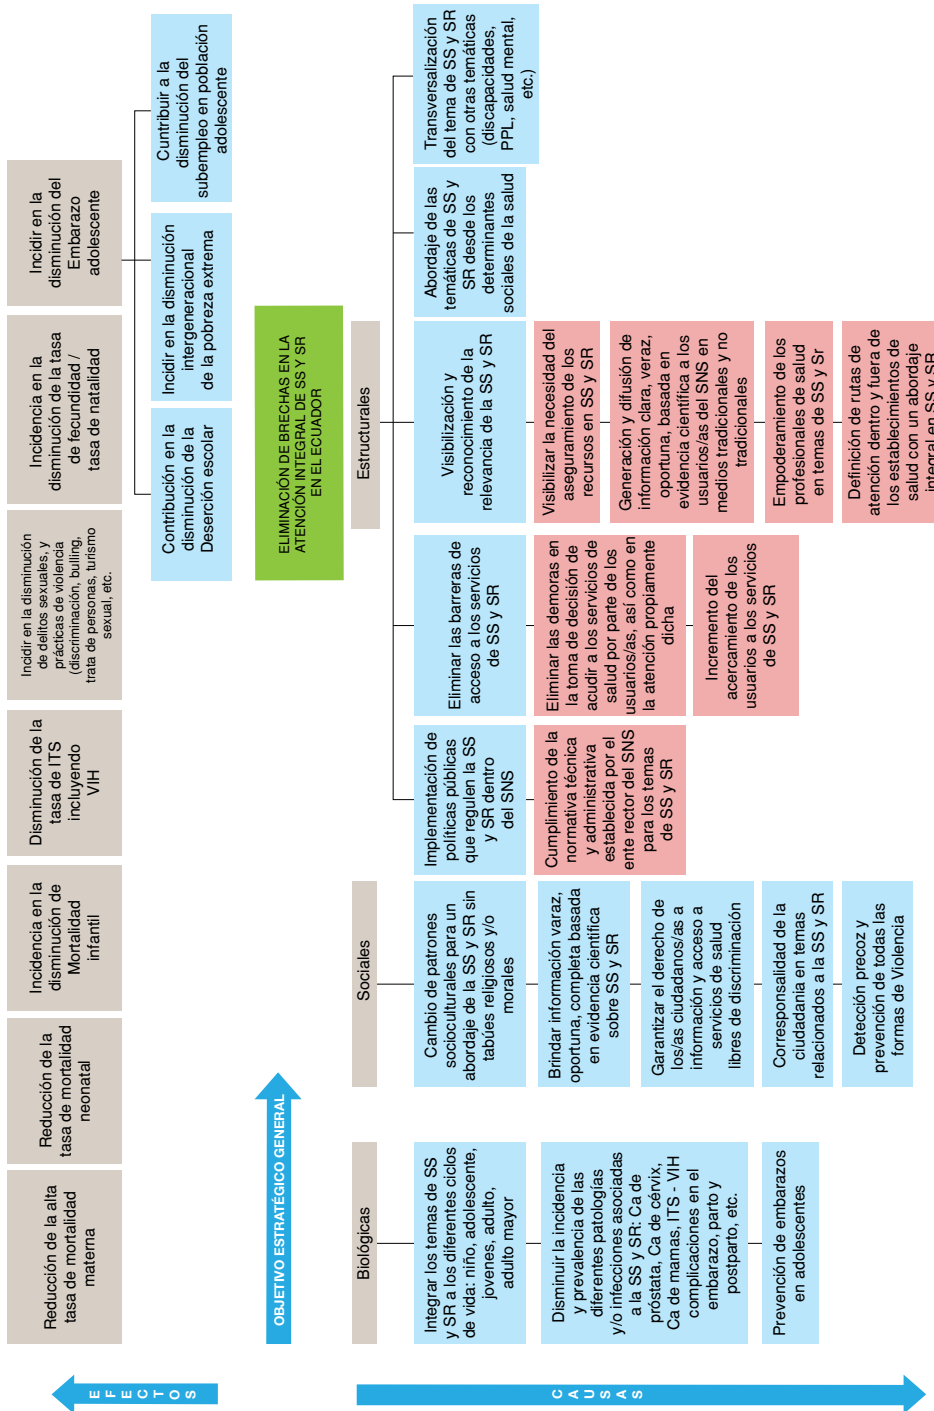 Reducción de la alta
tasa de mortalidad
materna
Reducción de la
tasa de mortalidad
neonatal
Incidencia en la
disminución de
Mortalidad
infantil
Disminución de la
tasa de ITS
incluyendo
VIH
Incidir en la disminución
de delitos sexuales, y
prácticas de violencia
(discriminación, bulling,
trata de personas, turismo
sexual, etc.
Incidencia en la
disminución de la tasa
de fecundidad /
tasa de natalidad
Incidir en la
disminución del
Embarazo
adolescente
EFECTOS
Contribución en la
disminución de la
Deserción escolar
Incidir en la disminución
intergeneracional
de la pobreza extrema
Cuntribuir a la
disminución del
subempleo en población
adolescente
OBJETIVO ESTRATÉGICO GENERAL
ELIMINACIÓN DE BRECHAS EN LA
ATENCIÓN INTEGRAL DE SS Y SR
EN EL ECUADOR
CAUSAS
Biológicas
Integrar los temas de SS
y SR a los diferentes ciclos
de vida: niño, adolescente,
jovenes, adulto,
adulto mayor
Disminuir la incidencia
y prevalencia de las
diferentes patologías
y/o infecciones asociadas
a la SS y SR: Ca de
próstata, Ca de cérvix,
Ca de mamas, ITS - VIH
complicaciones en el
embarazo, parto y
postparto, etc.
Prevención de embarazos
en adolescentes
Sociales
Cambio de patrones
socioculturales para un
abordaje de la SS y SR sin
tabúes religiosos y/o
morales
Brindar información varaz,
oportuna, completa basada
en evidencia científica
sobre SS y SR
Garantizar el derecho de
los/as ciudadanos/as a
información y acceso a
servicios de salud
libres de discriminación
Corresponsalidad de la
ciudadanía en temas
relacionados a la SS y SR
Detección precoz y
prevención de todas las
formas de Violencia
Estructurales
Implementación de
políticas públicas
que regulen la SS
y SR dentro
del SNS
Cumplimiento de la
normativa técnica
y administrativa
establecida por el
ente rector del SNS
para los temas
de SS y SR
Eliminar las barreras de
acceso a los servicios
de SS y SR
Eliminar las demoras en
la toma de decisión de
acudir a los servicios de
salud por parte de los
usuarios/as, así como en
la atención propiamente
dicha
Incremento del
acercamiento de los
usuarios a los servicios
de SS y SR
Visibilización y
reconocimiento de la
relevancia de la SS y SR
Visibilizar la necesidad del
aseguramiento de los
recursos en SS y SR
Generación y difusión de
información clara, veraz,
oportuna, basada en
evidencia científica a los
usuarios/as del SNS en
medios tradicionales y no
tradicionales
Empoderamiento de los
profesionales de salud
en temas de SS y Sr
Definición de rutas de
atención dentro y fuera de
los establecimientos de
salud con un abordaje
integral en SS y SR
Abordaje de las
temáticas de SS y
SR desde los
determinantes
sociales de la salud
Transversalización
del tema de SS y SR
con otras temáticas
(discapacidades,
PPL, salud mental,
etc.)